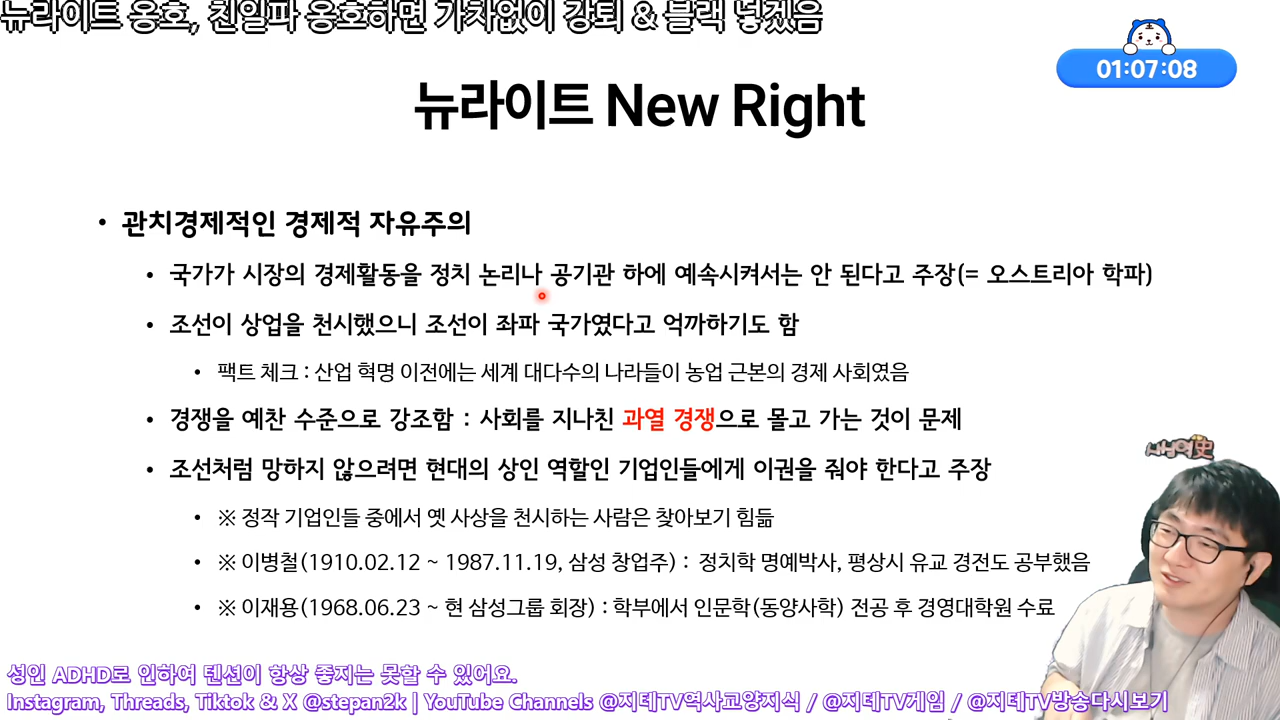 뉴라이트 옹호, 친일파 옹호하면 가차없이 강퇴 & 블랙 넣겠음
01:07:08
뉴라이트 New Right
• 관치경제적인 경제적 자유주의
• 국가가 시장의 경제활동을 정치 논리나 공기관 하에 예속시켜서는 안 된다고 주장(= 오스트리아 학파)
• 조선이 상업을 천시했으니 조선이 좌파 국가였다고 억까하기도 함
• 팩트 체크 : 산업 혁명 이전에는 세계 대다수의 나라들이 농업 근본의 경제 사회였음
• 경쟁을 예찬 수준으로 강조함 : 사회를 지나친 과열 경쟁으로 몰고 가는 것이 문제
• 조선처럼 망하지 않으려면 현대의 상인 역할인 기업인들에게 이권을 줘야 한다고 주장
• ※ 정작 기업인들 중에서 옛 사상을 천시하는 사람은 찾아보기 힘듦
• ※ 이병철(1910.02.12 ~ 1987.11.19, 삼성 창업주) : 정치학 명예박사, 평상시 유교 경전도 공부했음
• ※ 이재용(1968.06.23 ~ 현 삼성그룹 회장) : 학부에서 인문학(동양사학) 전공 후 경영대학원 수료
성인 ADHD로 인하여 텐션이 항상 좋지는 못할 수 있어요.
Instagram, Threads, Tiktok & X @stepan2k | YouTube Channels @지테TV역사교양지식 / @지테TV게임 / @지테TV방송다시보기